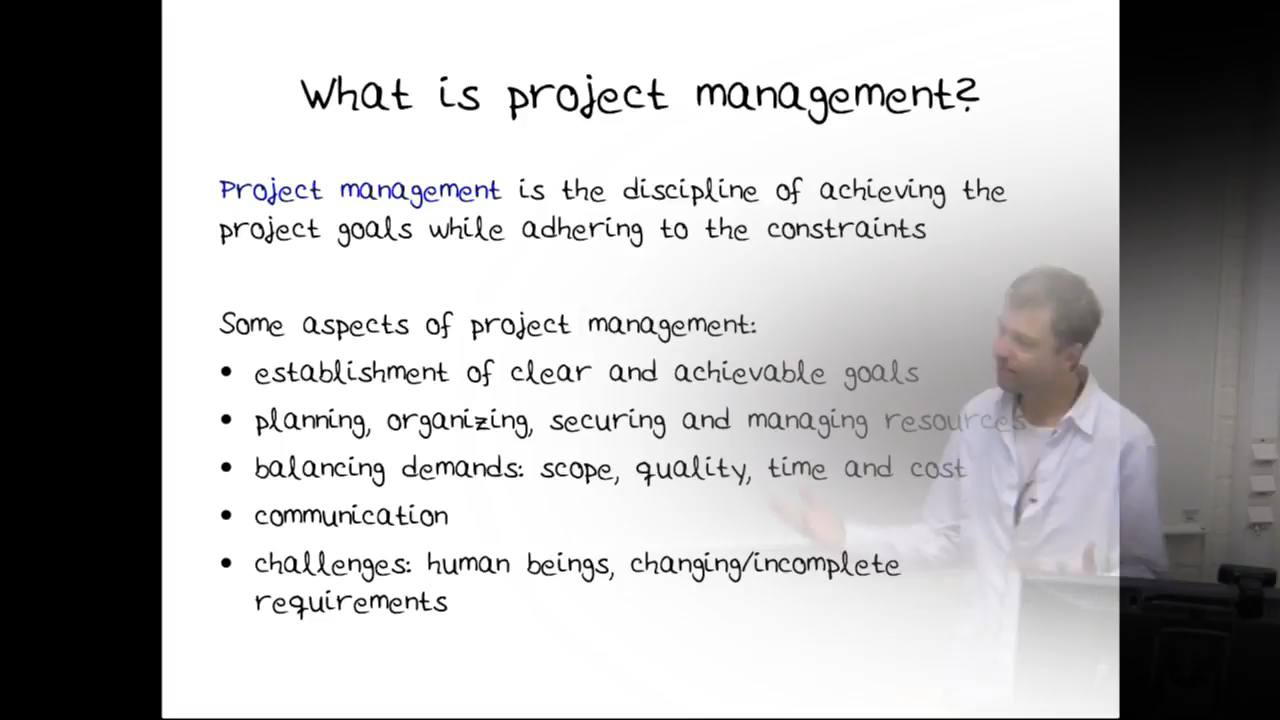 What is project management?
Project management is the discipline of achieving the
project goals while adhering to the constraints
Some aspects of project management:
• establishment of clear and achievable goals
• planning, organizing, securing and managing resources
• balancing demands: scope, quality, time and cost
• communication
• challenges: human beings, changing/incomplete
requirements